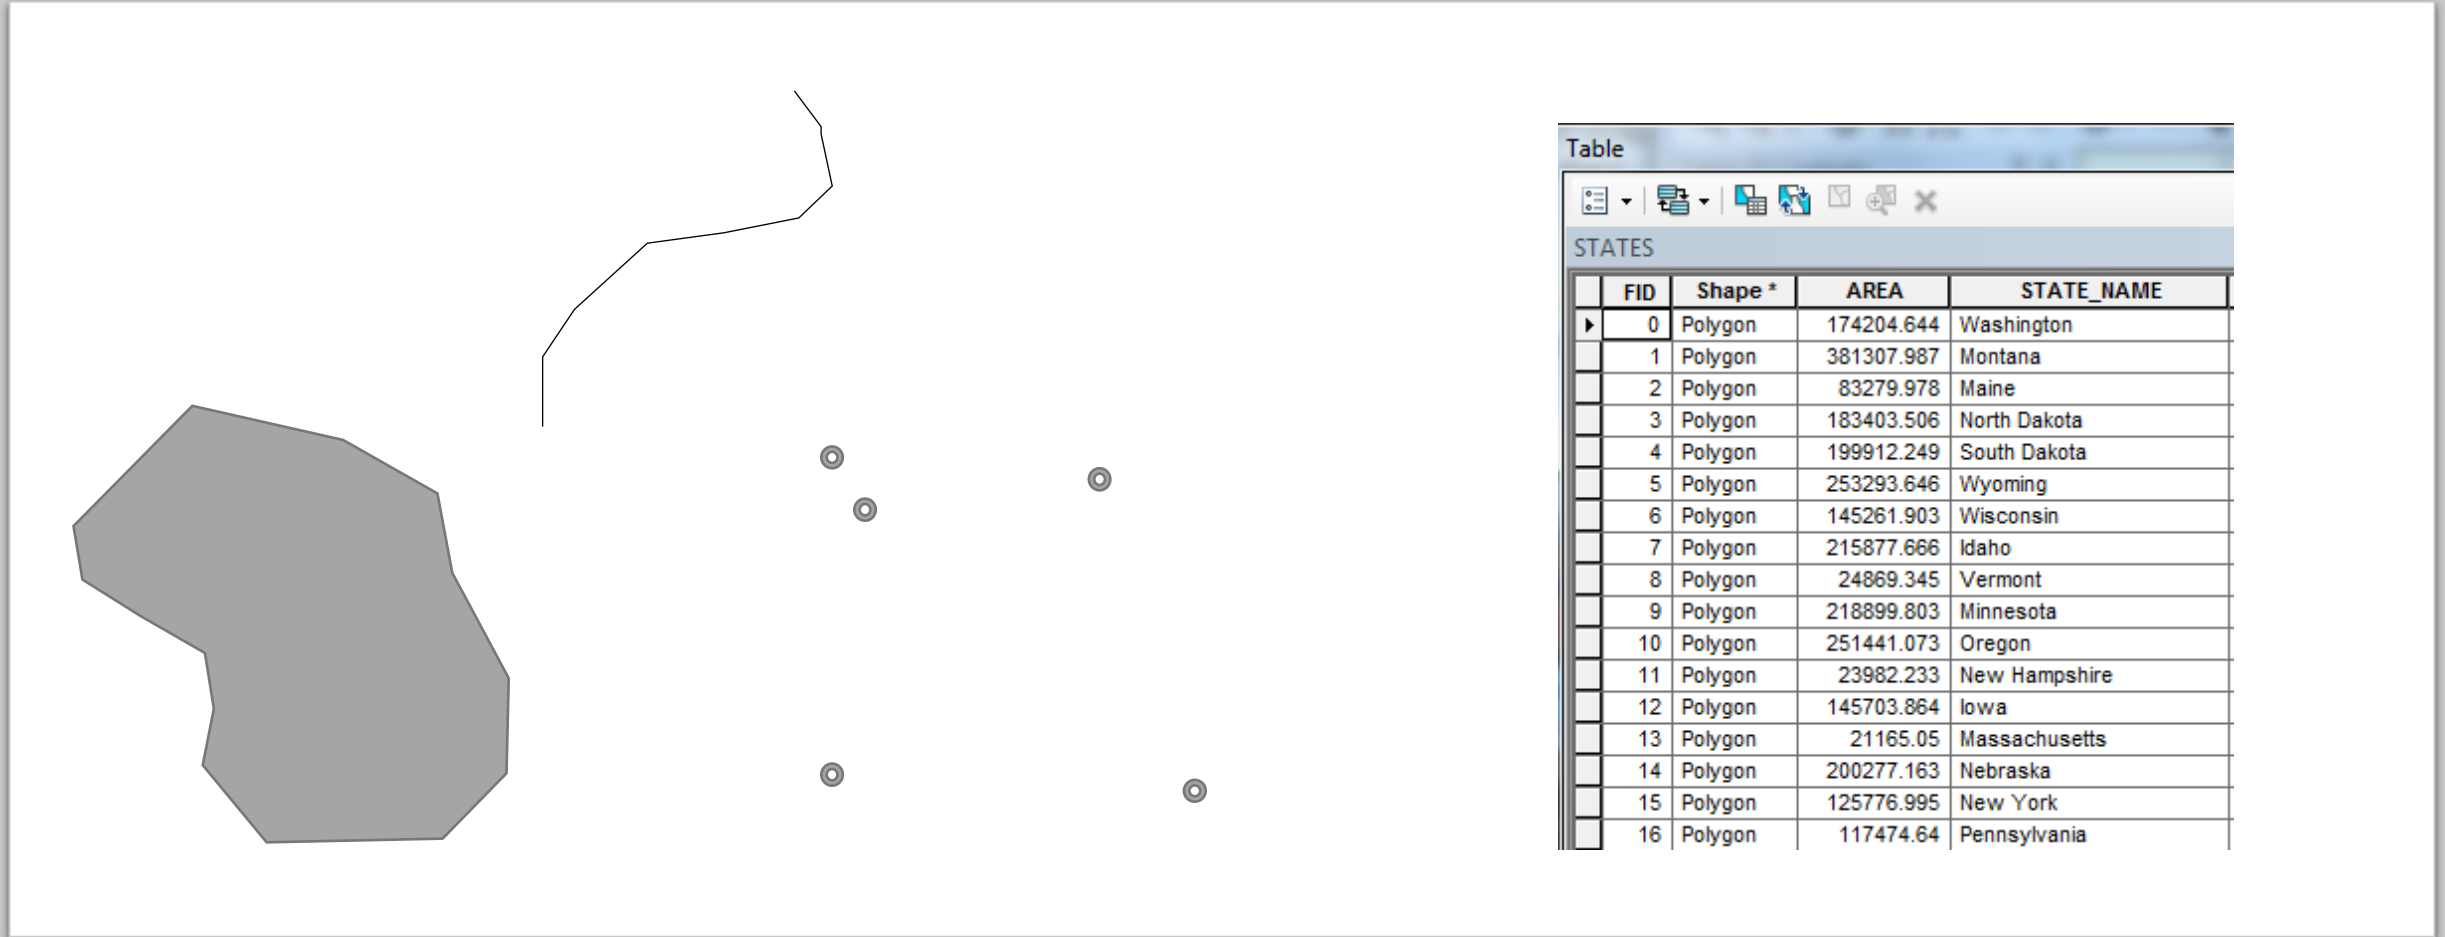 Table
STATES
FID Shape * AREA STATE_NAME
0 Polygon 174204.644 Washington
1 Polygon 381307.987 Montana
2 Polygon 83279.978 Maine
3 Polygon 183403.506 North Dakota
4 Polygon 199912.249 South Dakota
5 Polygon 253293.646 Wyoming
6 Polygon 145261.903 Wisconsin
7 Polygon 215877.666 Idaho
8 Polygon 24869.345 Vermont
9 Polygon 218899.803 Minnesota
10 Polygon 251441.073 Oregon
11 Polygon 23982.233 New Hampshire
12 Polygon 145703.864 Iowa
13 Polygon 21165.05 Massachusetts
14 Polygon 200277.163 Nebraska
15 Polygon 125776.995 New York
16 Polygon 117474.64 Pennsylvania